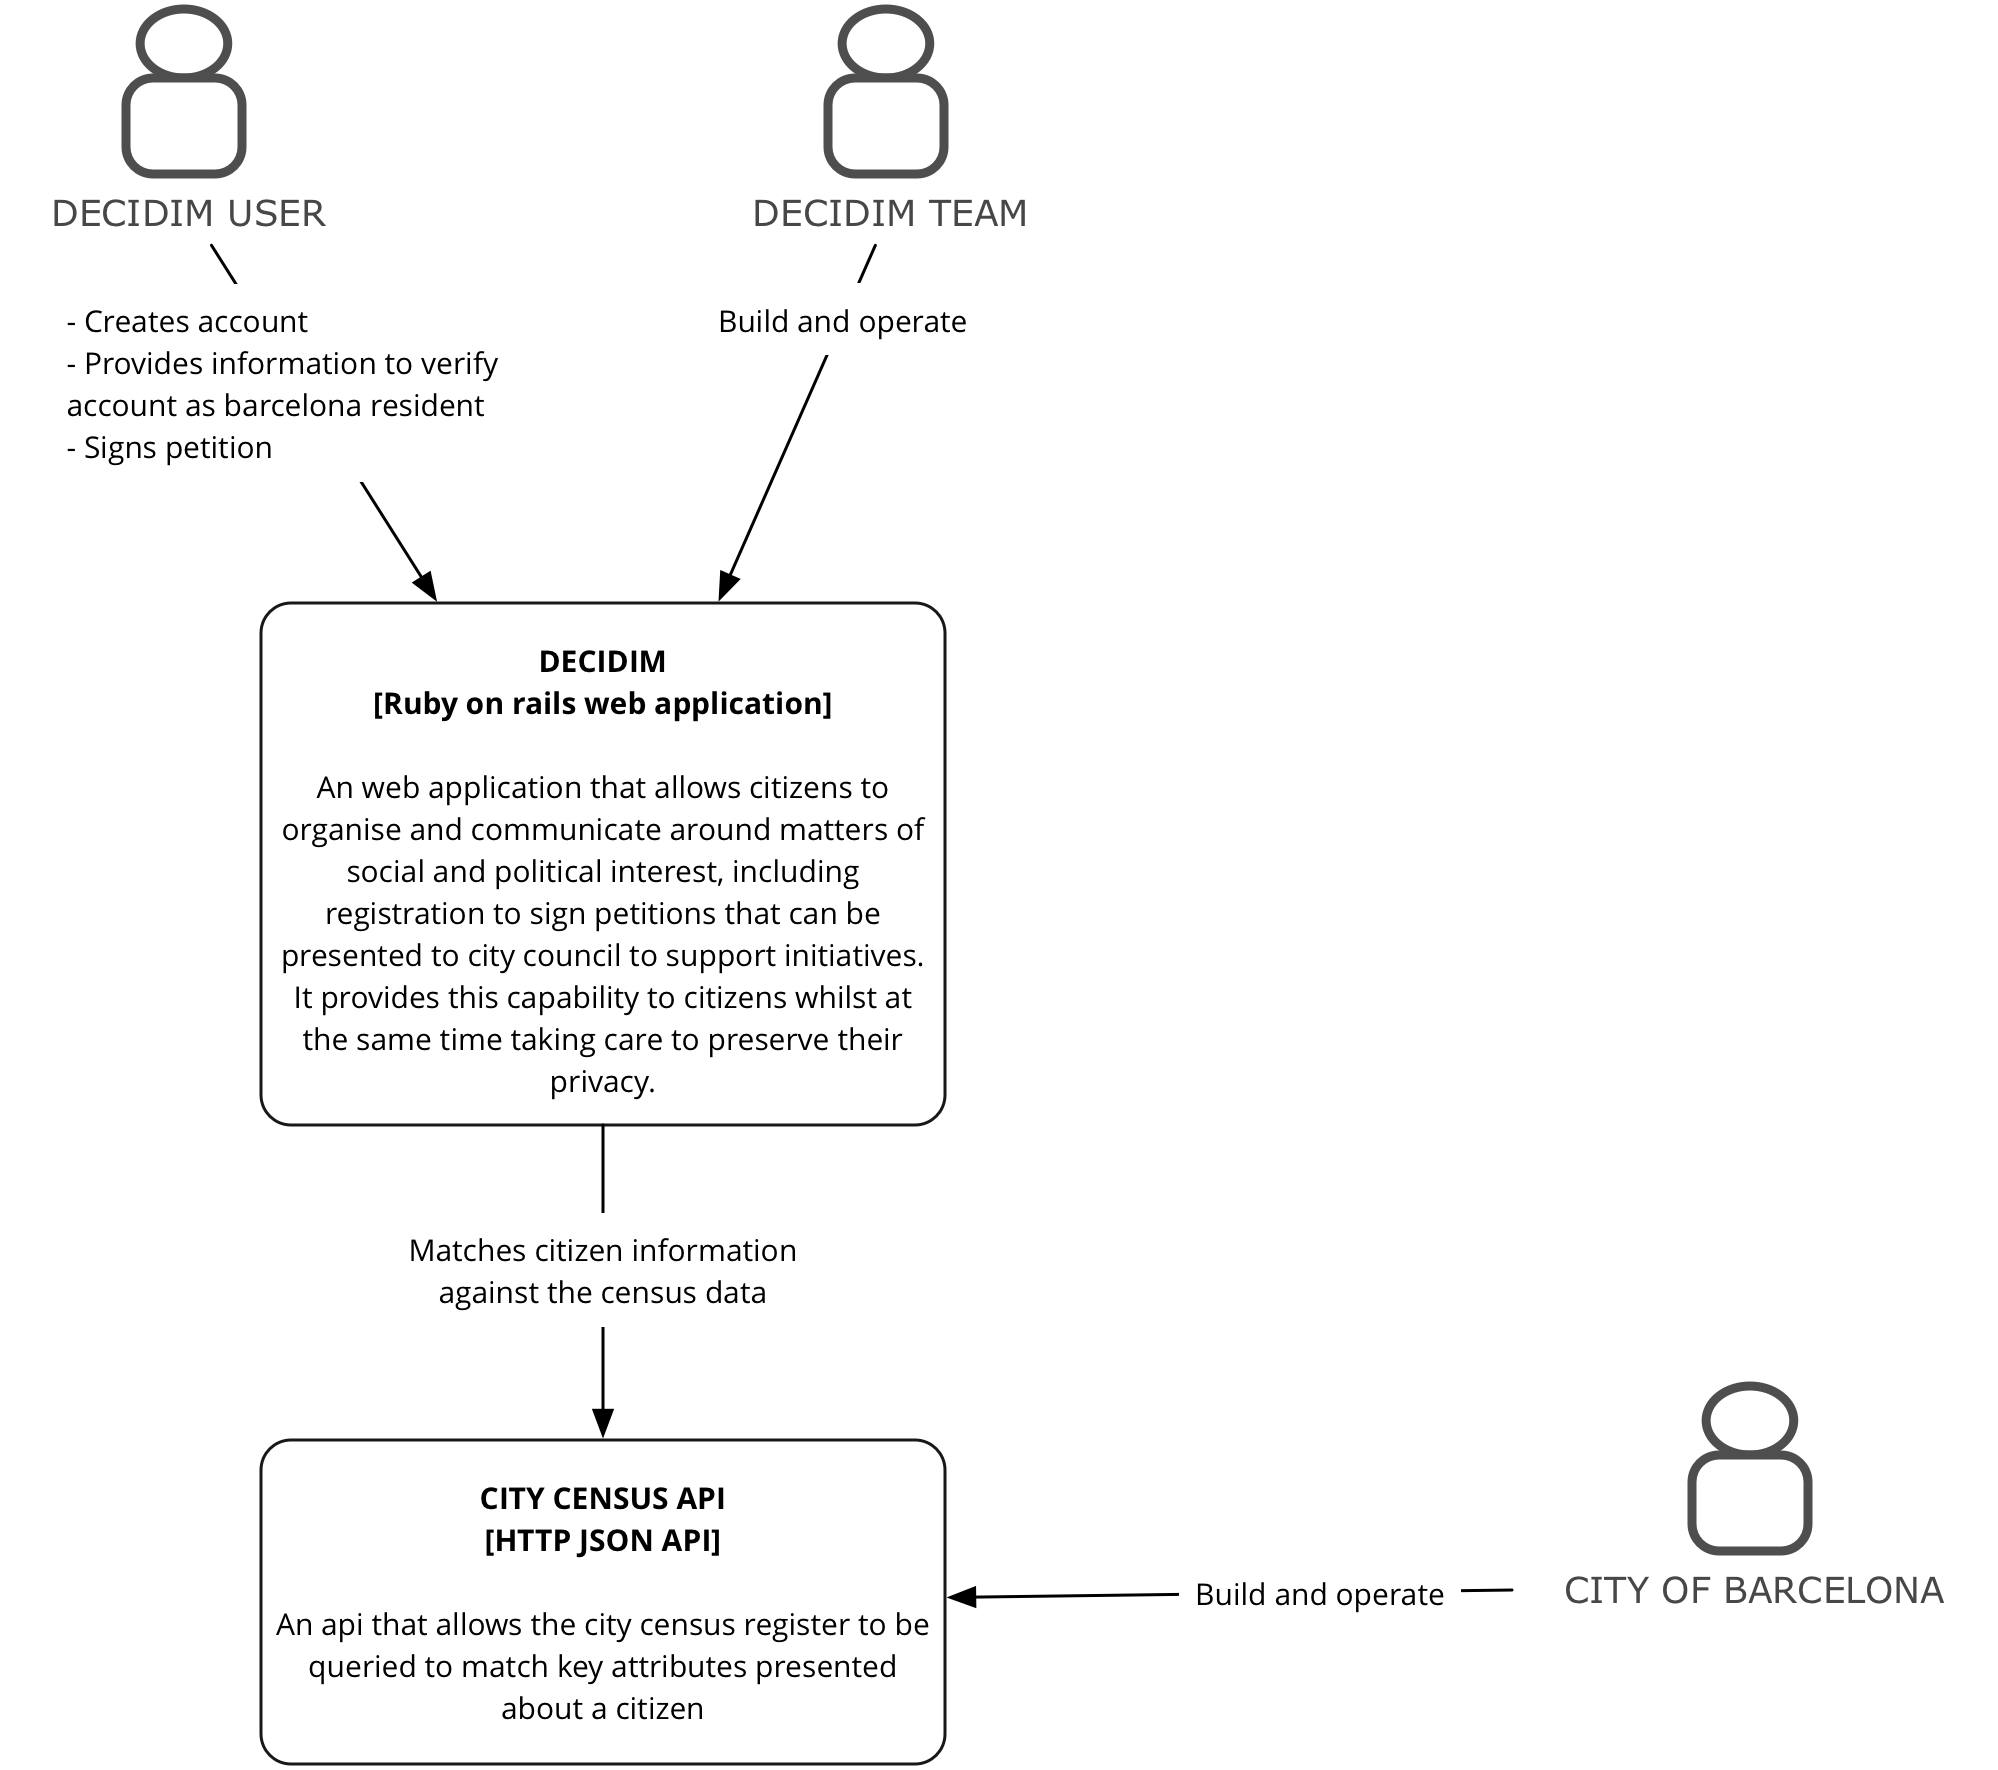 DECIDIM USER
DECIDIM TEAM
- Creates account
- Provides information to verify
account as barcelona resident
- Signs petition
Build and operate
DECIDIM
[Ruby on rails web application]
An web application that allows citizens to
organise and communicate around matters of
social and political interest, including
registration to sign petitions that can be
presented to city council to support initiatives.
It provides this capability to citizens whilst at
the same time taking care to preserve their
privacy.
Matches citizen information
against the census data
CITY CENSUS API
[HTTP JSON API]
An api that allows the city census register to be
queried to match key attributes presented
about a citizen
Build and operate
CITY OF BARCELONA